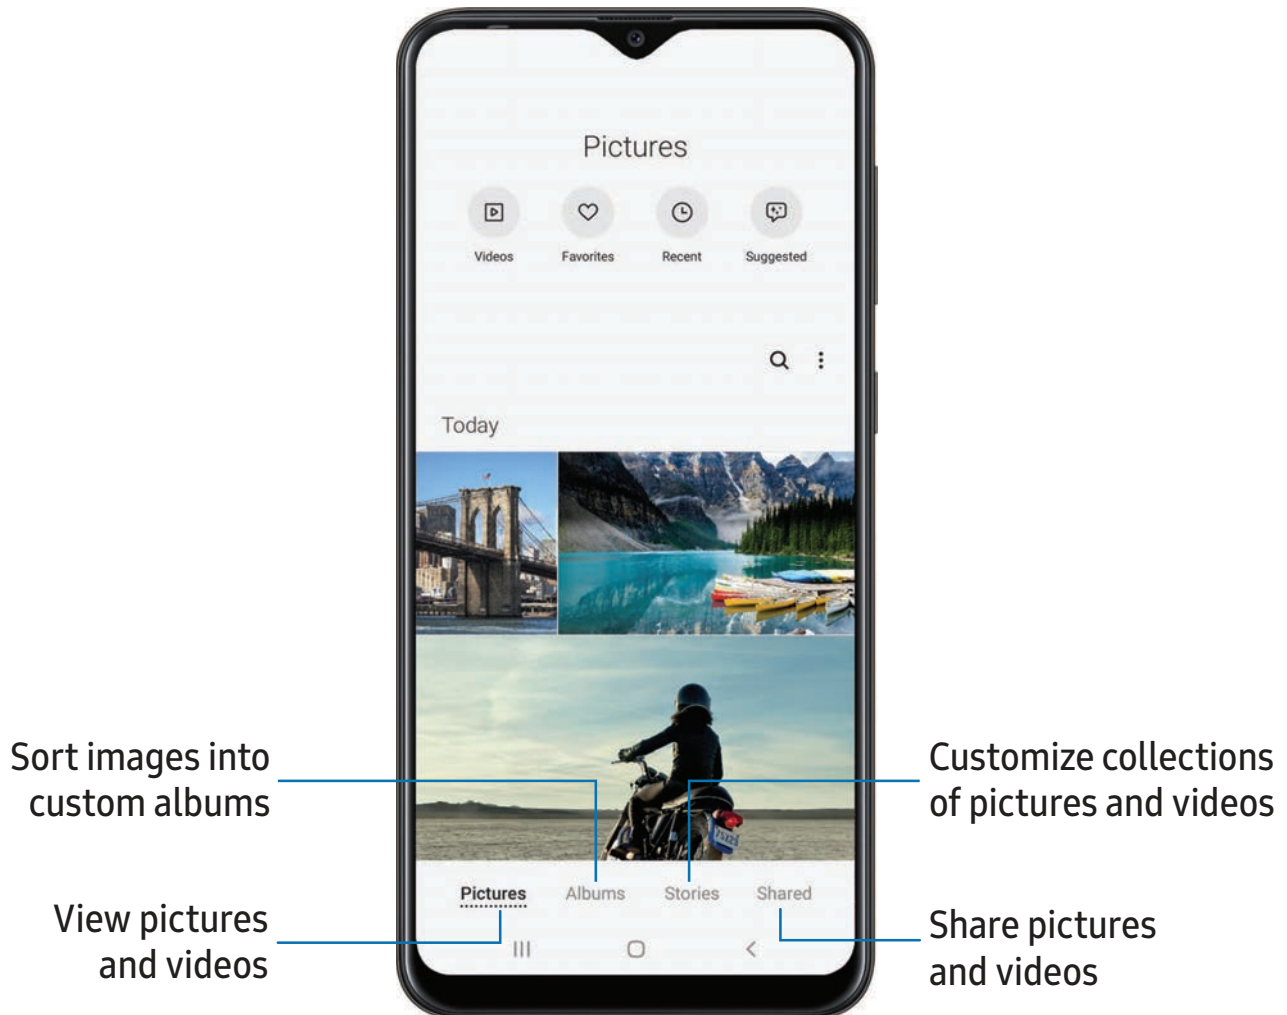 Pictures
Videos Favorites Recent Suggested
Today
Sort images into
custom albums
Customize collections
of pictures and videos
Pictures Albums Stories Shared
View pictures
and videos
Share pictures
and videos